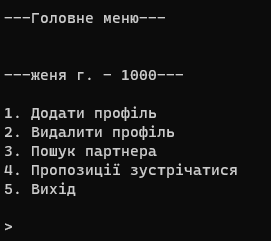 ---Головне меню---
---женя г. - 1000---
1. Додати профіль
2. Видалити профіль
3. Пошук партнера
4. Пропозиції зустрічатися
5. Вихід
>